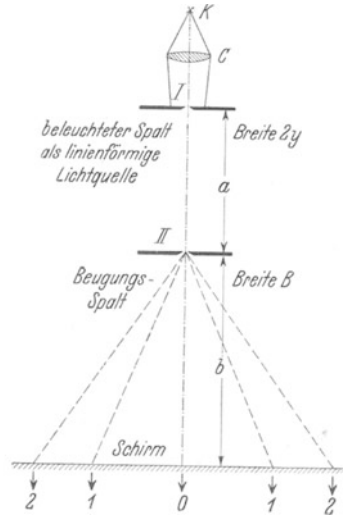 K
C
I
beleuchteter Spalt
als linienförmige
Lichtquelle
Breite 2y
a
II
Beugungs-
Spalt
Breite B
b
Schirm
2 1 0 1 2